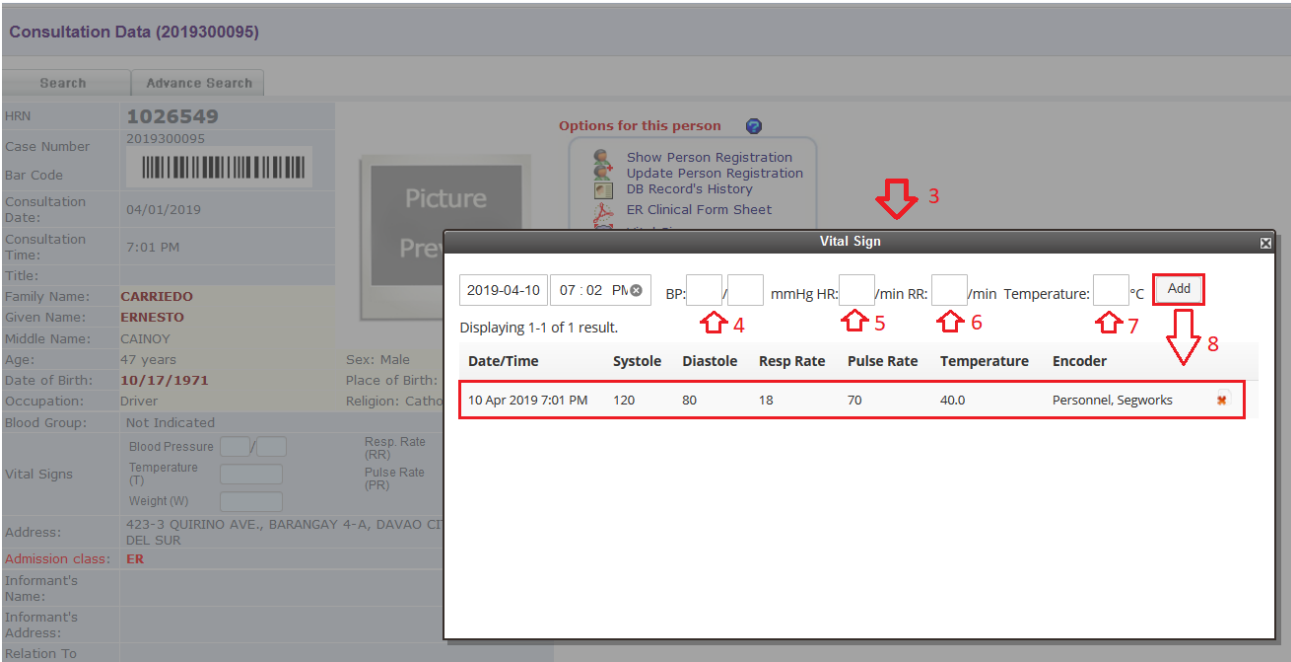 Consultation Data (2019300095)
Search
Advance Search
HRN
1026549
Case Number
2019300095
Bar Code
Consultation Date:
04/01/2019
Consultation Time:
7:01 PM
Title:
Family Name:
CARRIEDO
Given Name:
ERNESTO
Middle Name:
CAINOY
Age:
47 years
Sex: Male
Date of Birth:
10/17/1971
Place of Birth:
Occupation:
Driver
Religion: Catho
Blood Group:
Not Indicated
Vital Signs
Blood Pressure
/
Resp. Rate (RR)
Temperature (T)
Pulse Rate (PR)
Weight (W)
Address:
423-3 QUIRINO AVE., BARANGAY 4-A, DAVAO CI
DEL SUR
Admission class:
ER
Informant's Name:
Informant's Address:
Relation To
Picture
Prev
Options for this person
Show Person Registration
Update Person Registration
DB Record's History
ER Clinical Form Sheet
3
Vital Sign
2019-04-10
07 : 02 PM
BP: / mmHg HR: /min RR: /min Temperature: °C
Add
4
5
6
7
8
Displaying 1-1 of 1 result.
Date/Time Systole Diastole Resp Rate Pulse Rate Temperature Encoder
10 Apr 2019 7:01 PM 120 80 18 70 40.0 Personnel, Segworks